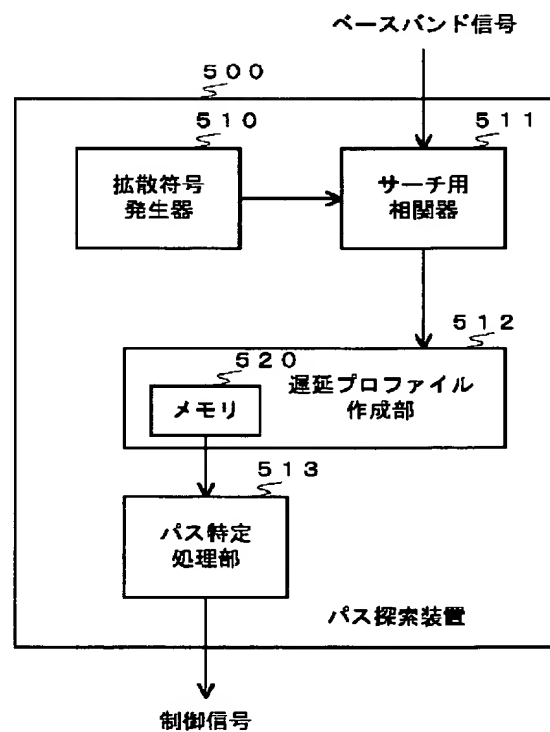 ベースバンド信号
５００
５１０
５１１
拡散符号
発生器
サーチ用
相関器
５１２
５２０
メモリ
遅延プロファイル
作成部
５１３
パス特定
処理部
パス探索装置
制御信号